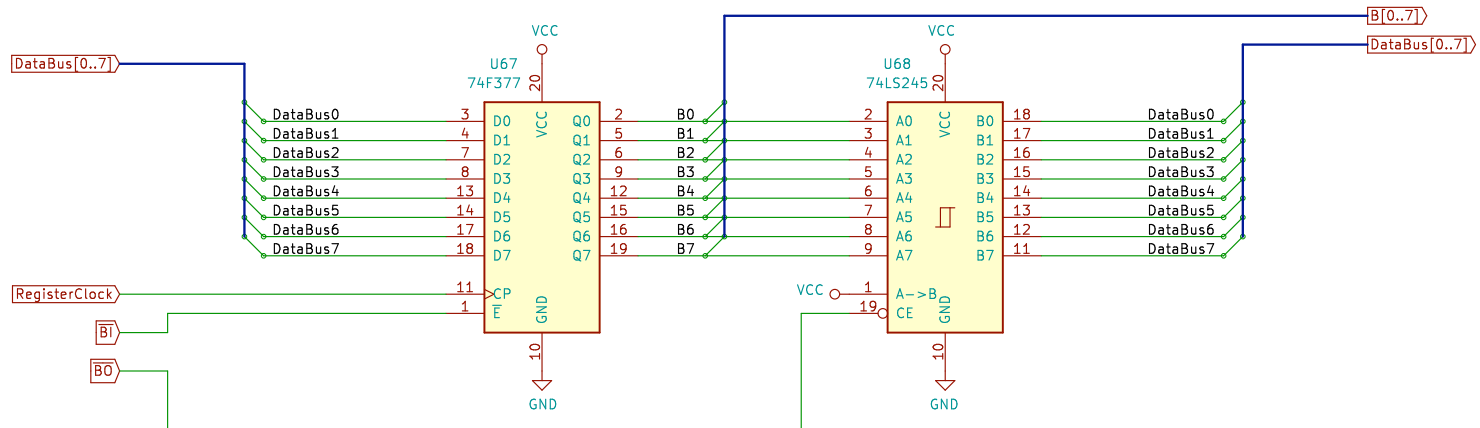 B[0..7]
VCC VCC
DataBus[0..7]
DataBus[0..7]
U67 U68
74F377 74LS245
20 20
VCC VCC
DataBus0 3 D0 Q0 2 B0 2 A0 B0 18 DataBus0
DataBus1 4 D1 Q1 5 B1 3 A1 B1 17 DataBus1
DataBus2 7 D2 Q2 6 B2 4 A2 B2 16 DataBus2
DataBus3 8 D3 Q3 9 B3 5 A3 B3 15 DataBus3
DataBus4 13 D4 Q4 12 B4 6 A4 B4 14 DataBus4
DataBus5 14 D5 Q5 15 B5 7 A5 B5 13 DataBus5
DataBus6 17 D6 Q6 16 B6 8 A6 B6 12 DataBus6
DataBus7 18 D7 Q7 19 B7 9 A7 B7 11 DataBus7
RegisterClock 11 CP VCC 1 A->B
1 E̅ GND 19 CE GND
B̅I̅
10 10
B̅O̅
GND GND